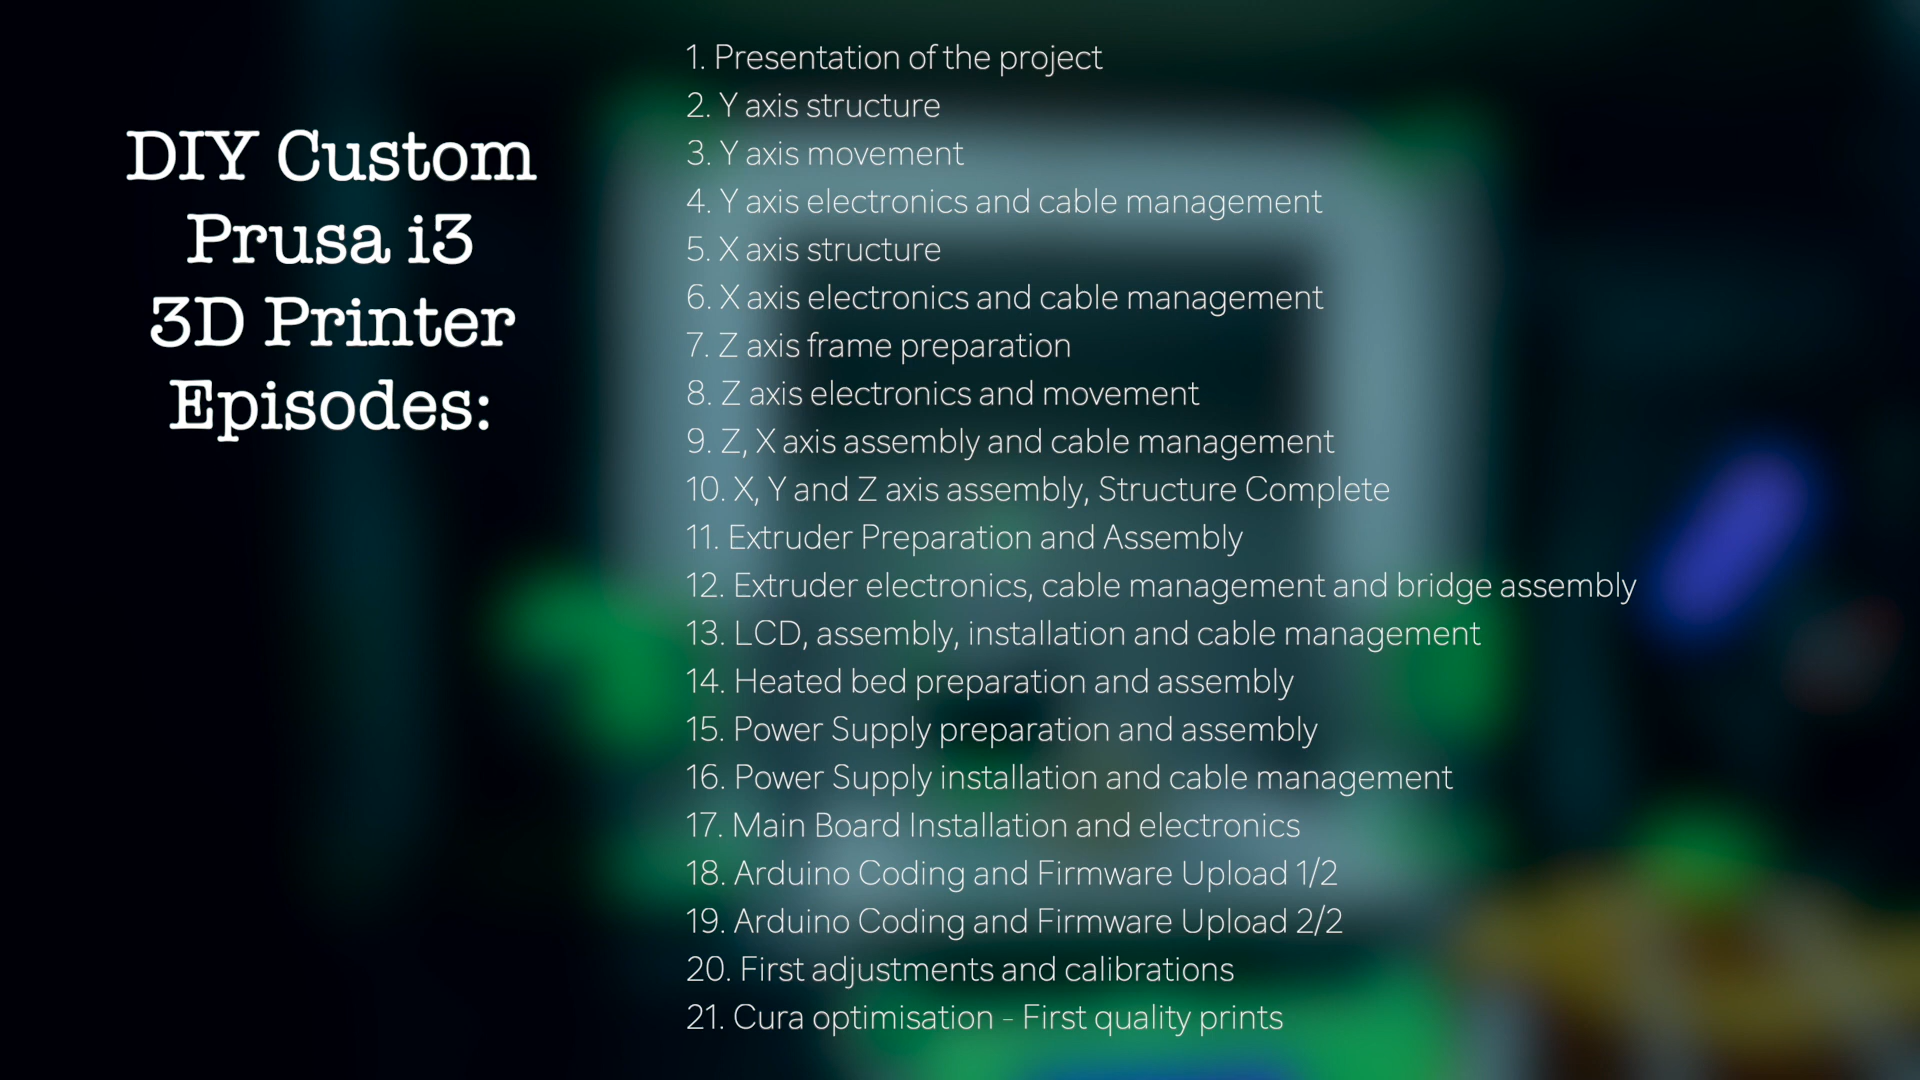 DIY Custom
Prusa i3
3D Printer
Episodes:
1. Presentation of the project
2. Y axis structure
3. Y axis movement
4. Y axis electronics and cable management
5. X axis structure
6. X axis electronics and cable management
7. Z axis frame preparation
8. Z axis electronics and movement
9. Z, X axis assembly and cable management
10. X, Y and Z axis assembly, Structure Complete
11. Extruder Preparation and Assembly
12. Extruder electronics, cable management and bridge assembly
13. LCD, assembly, installation and cable management
14. Heated bed preparation and assembly
15. Power Supply preparation and assembly
16. Power Supply installation and cable management
17. Main Board Installation and electronics
18. Arduino Coding and Firmware Upload 1/2
19. Arduino Coding and Firmware Upload 2/2
20. First adjustments and calibrations
21. Cura optimisation - First quality prints